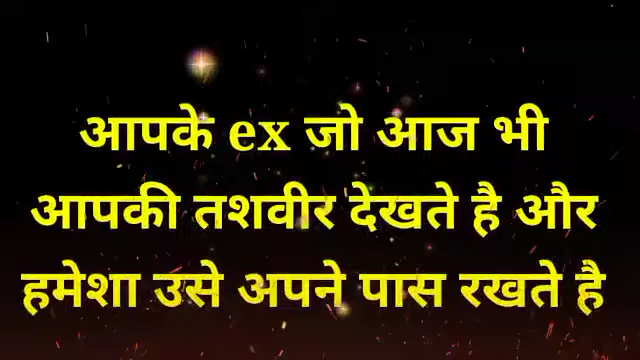 आपके ex जो आज भी
आपकी तशवीर देखते है और
हमेशा उसे अपने पास रखते है